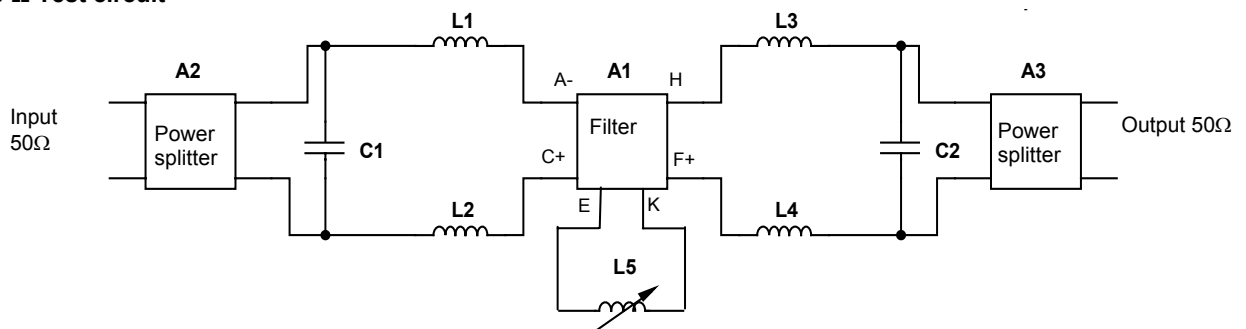 Test circuit
L1
L3
A2
A1
A3
A-
H
Input
50Ω
Power
splitter
Filter
Power
splitter
Output 50Ω
C1
C+
F+
C2
E
K
L2
L4
L5